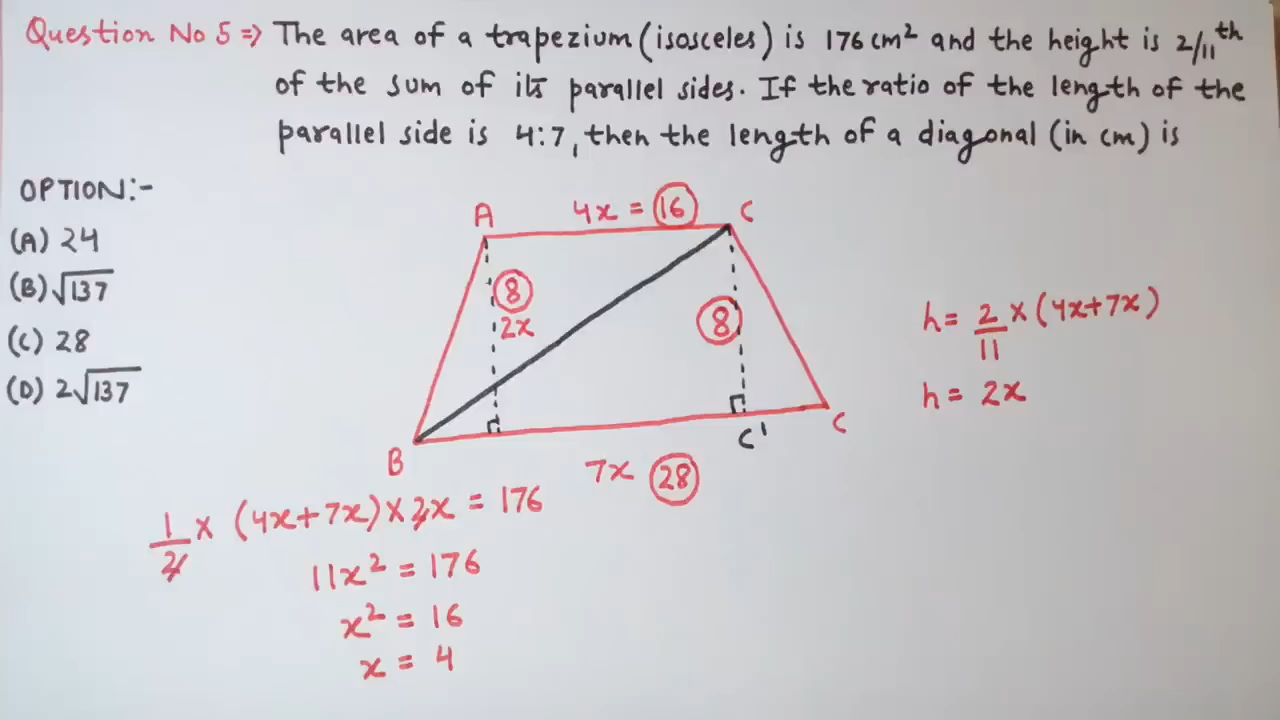 Question No 5 => The area of a trapezium (isosceles) is 176 cm² and the height is 2/11th
of the sum of its parallel sides. If the ratio of the length of the
parallel side is 4:7, then the length of a diagonal (in cm) is
OPTION:-
(A) 24
(B) √137
(C) 28
(D) 2√137
A 4x = 16 C
8
2x
8
B C' C
7x 28
h = 2/11 × (4x+7x)
h = 2x
1/2 × (4x+7x) × 2x = 176
11x² = 176
x² = 16
x = 4